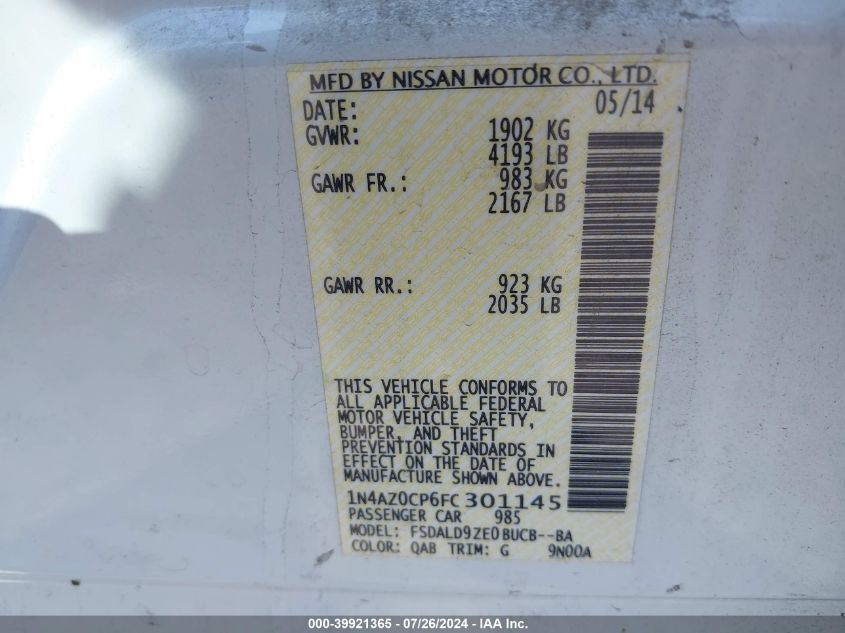 MFD BY NISSAN MOTOR CO., LTD.
DATE: 05/14
GVWR: 1902 KG
4193 LB
GAWR FR.: 983 KG
2167 LB
GAWR RR.: 923 KG
2035 LB
THIS VEHICLE CONFORMS TO
ALL APPLICABLE FEDERAL
MOTOR VEHICLE SAFETY,
BUMPER, AND THEFT
PREVENTION STANDARDS IN
EFFECT ON THE DATE OF
MANUFACTURE SHOWN ABOVE.
1N4AZ0CP6FC301145
PASSENGER CAR 985
MODEL: FSDALD9ZE0BUCB--BA
COLOR: QAB TRIM: G 9N00A
000-39921365 - 07/26/2024 - IAA Inc.